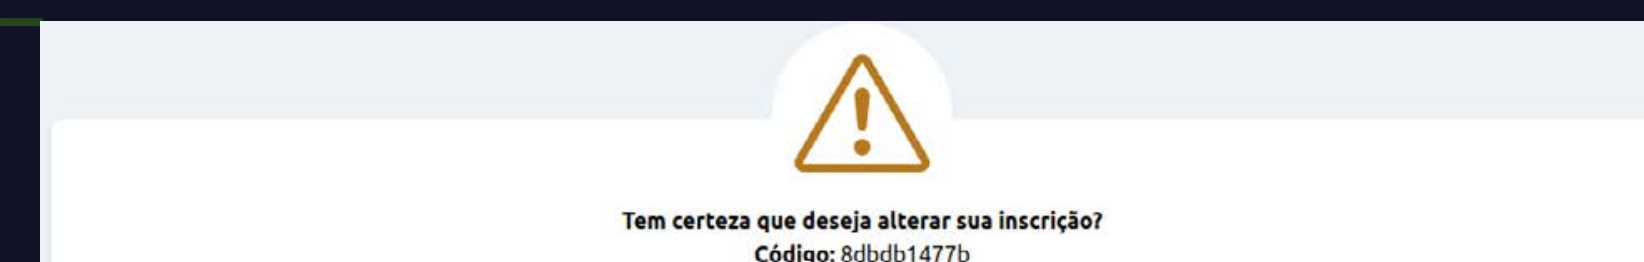 Tem certeza que deseja alterar sua inscrição?
Código: 8dbdb1477b